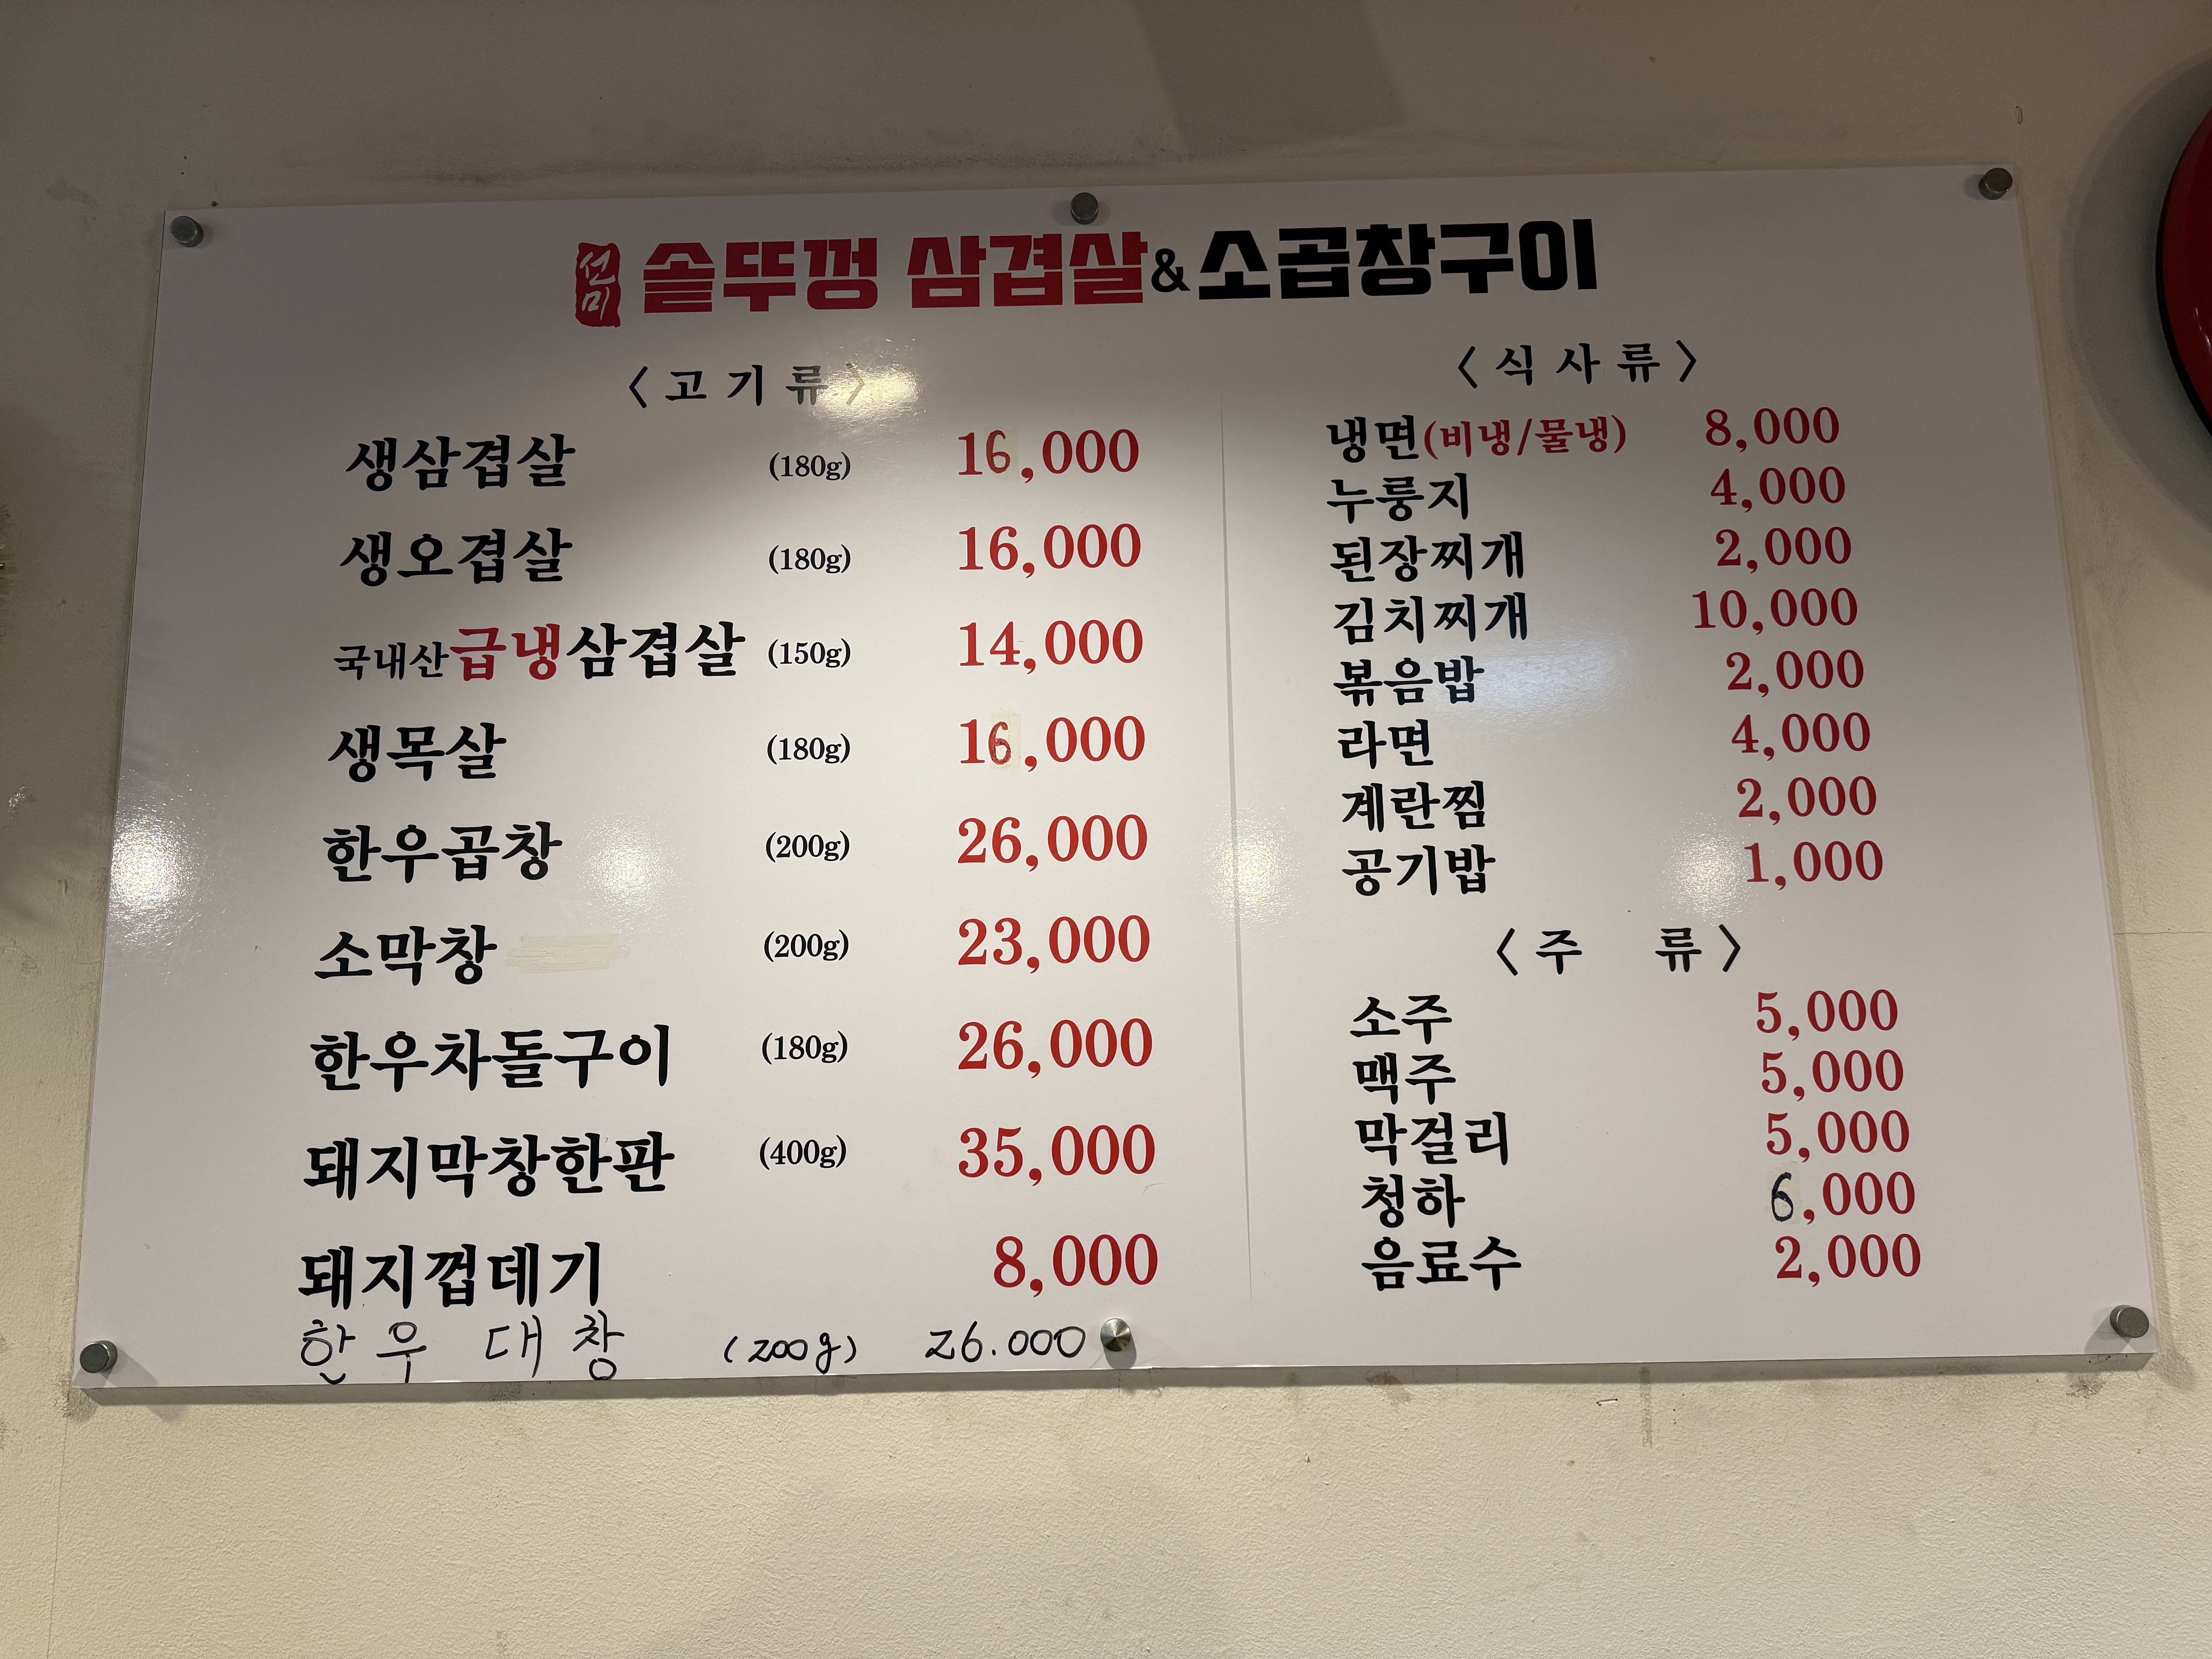 선미 솥뚜껑 삼겹살&소곱창구이
〈고기류〉
생삼겹살 (180g) 16,000
생오겹살 (180g) 16,000
국내산급냉삼겹살 (150g) 14,000
생목살 (180g) 16,000
한우곱창 (200g) 26,000
소막창 (200g) 23,000
한우차돌구이 (180g) 26,000
돼지막창한판 (400g) 35,000
돼지껍데기 8,000
한우 대창 (200g) 26.000
〈식사류〉
냉면(비냉/물냉) 8,000
누룽지 4,000
된장찌개 2,000
김치찌개 10,000
볶음밥 2,000
라면 4,000
계란찜 2,000
공기밥 1,000
〈주 류〉
소주 5,000
맥주 5,000
막걸리 5,000
청하 6,000
음료수 2,000